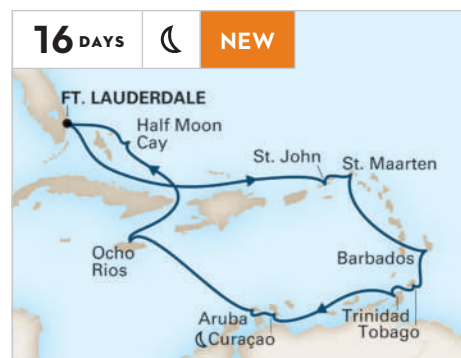 16 DAYS
NEW
FT. LAUDERDALE
Half Moon
Cay
St. John
St. Maarten
Barbados
Ocho
Rios
Aruba
Curaçao
Trinidad
Tobago